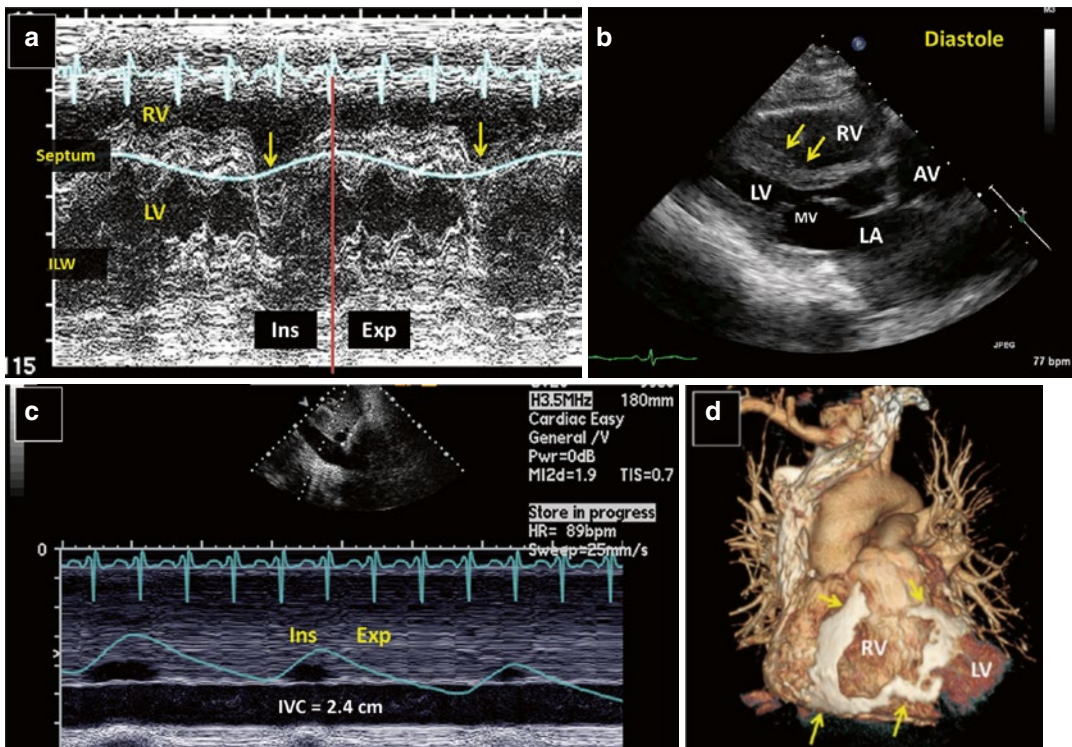 a
RV
Septum
LV
ILW
Ins
Exp
115
b
Diastole
M3
P
RV
LV
AV
MV
LA
JPEG
77 bpm
c
H3.5MHz 180mm
Cardiac Easy
General /V
Pwr=0dB
MI2d=1.9 TIS=0.7
Store in progress
HR= 89bpm
Sweep=25mm/s
0
Ins Exp
IVC = 2.4 cm
d
RV
LV